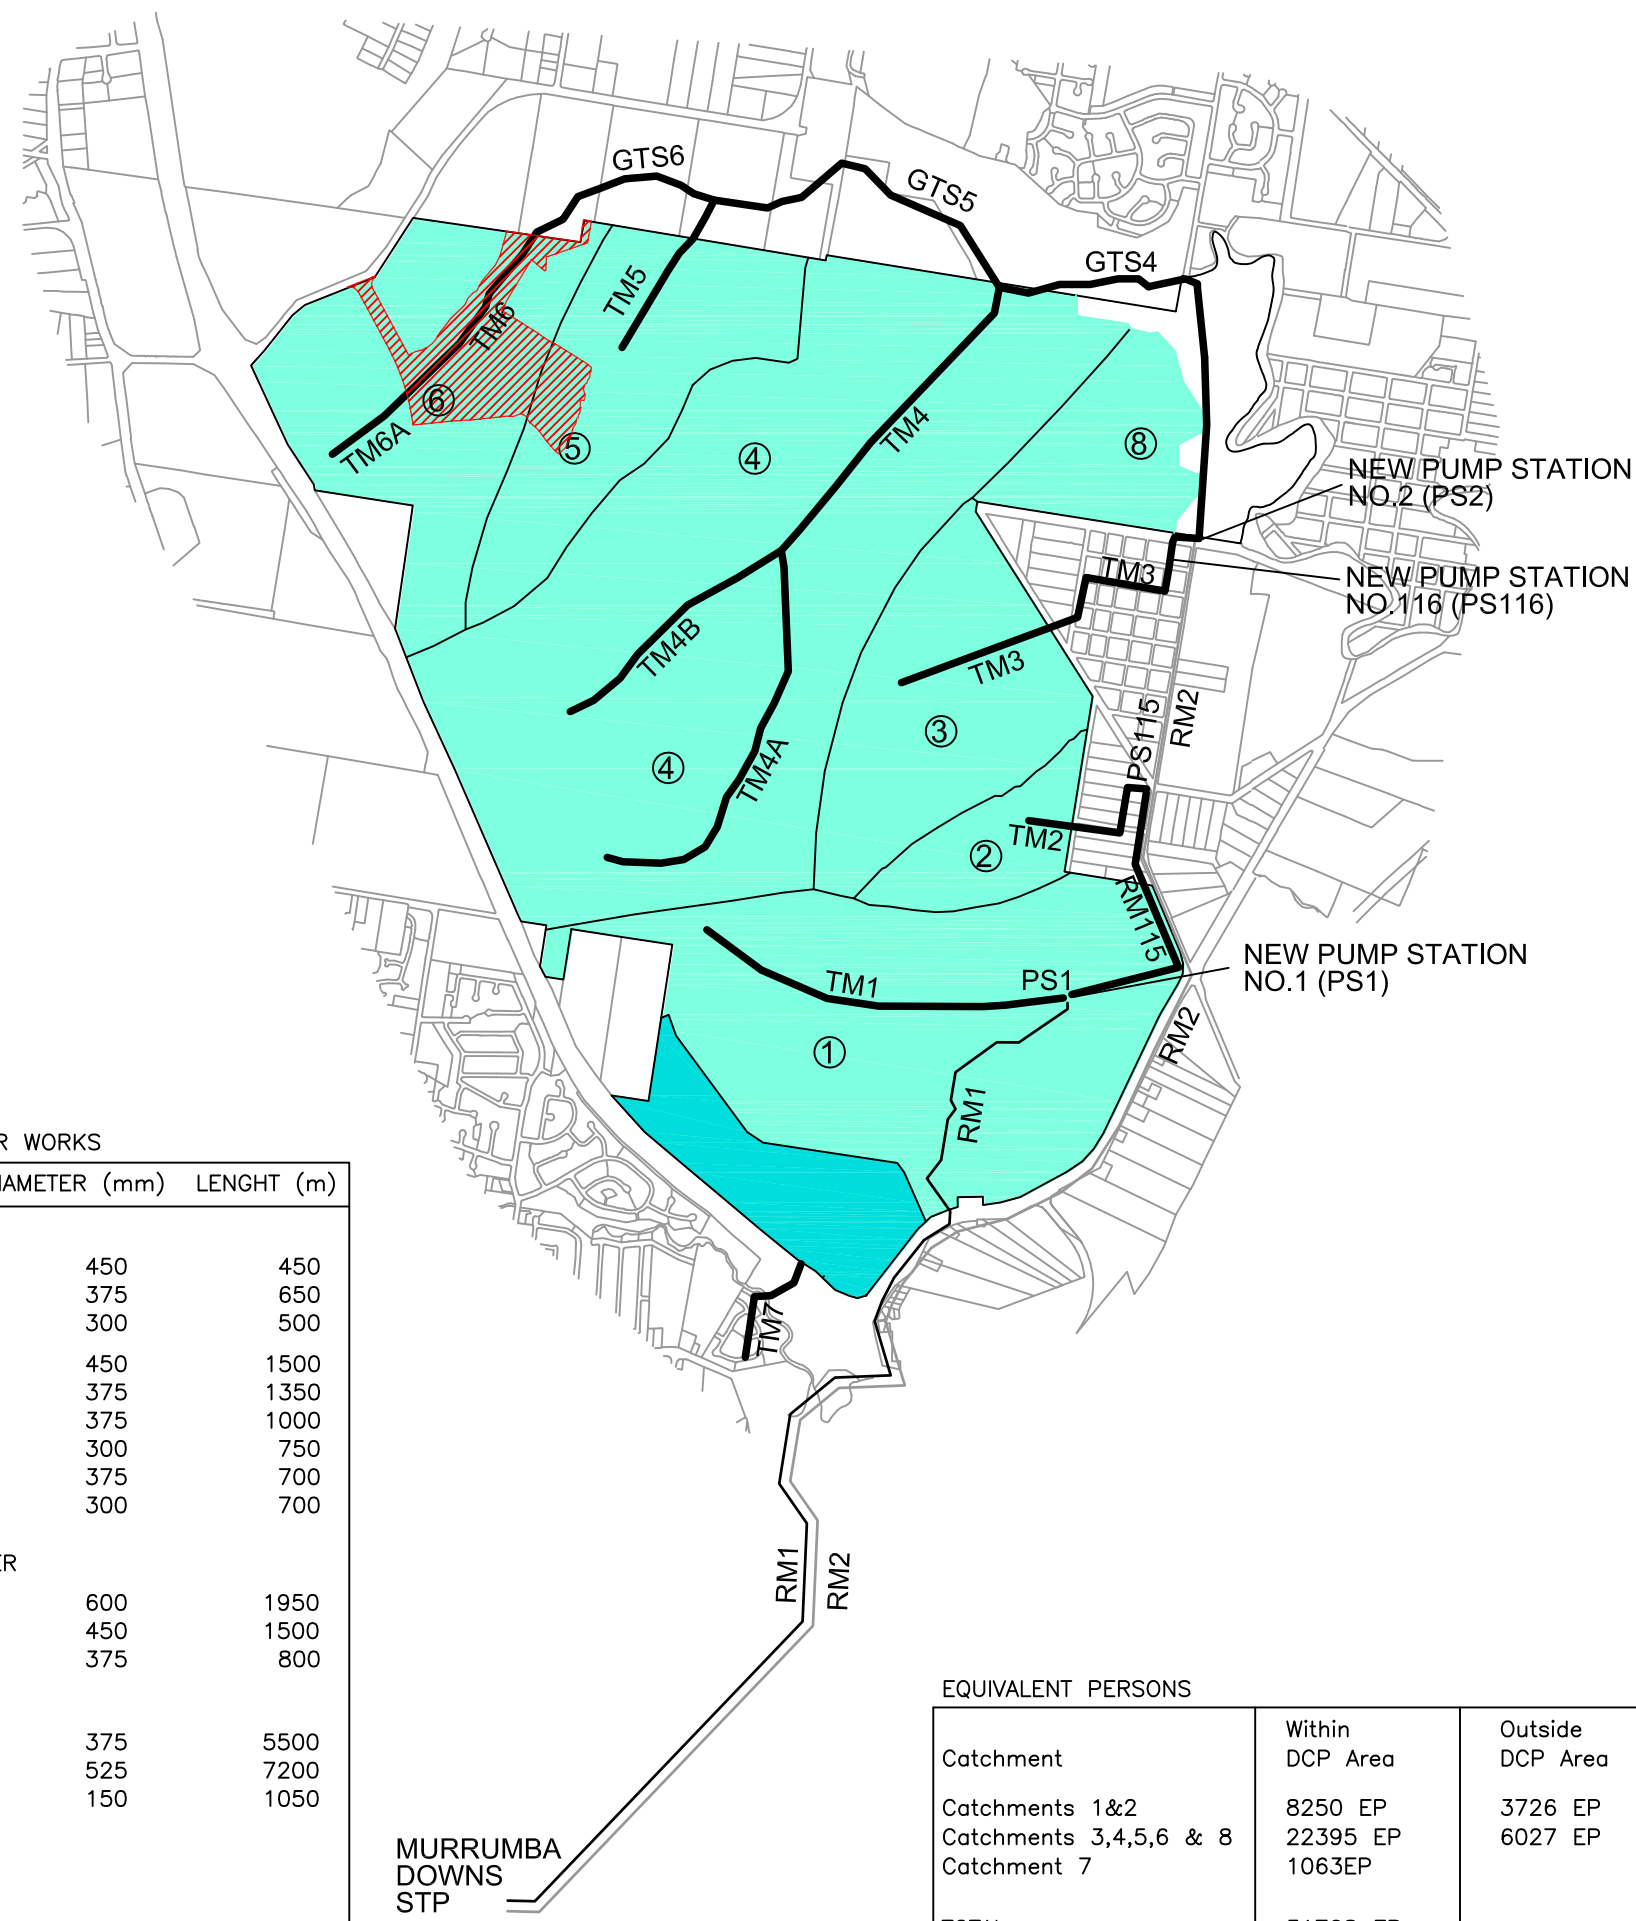 GTS6
GTS5
GTS4
TM5
TM6
TM6A
TM4
⑥
⑤
④
⑧
NEW PUMP STATION
NO.2 (PS2)
TM3
NEW PUMP STATION
NO.116 (PS116)
TM4B
TM3
③
PS115
RM2
④
TM4A
TM2
②
RM115
NEW PUMP STATION
NO.1 (PS1)
TM1
PS1
①
RM2
RM1
TM7
WORKS
(mm) LENGHT (m)
450 450
375 650
300 500
450 1500
375 1350
375 1000
300 750
375 700
300 700
600 1950
450 1500
375 800
375 5500
525 7200
150 1050
RM1
RM2
MURRUMBA
DOWNS
STP
EQUIVALENT PERSONS
Catchment
Within
DCP Area
Outside
DCP Area
Catchments 1&2 8250 EP 3726 EP
Catchments 3,4,5,6 & 8 22395 EP 6027 EP
Catchment 7 1063EP